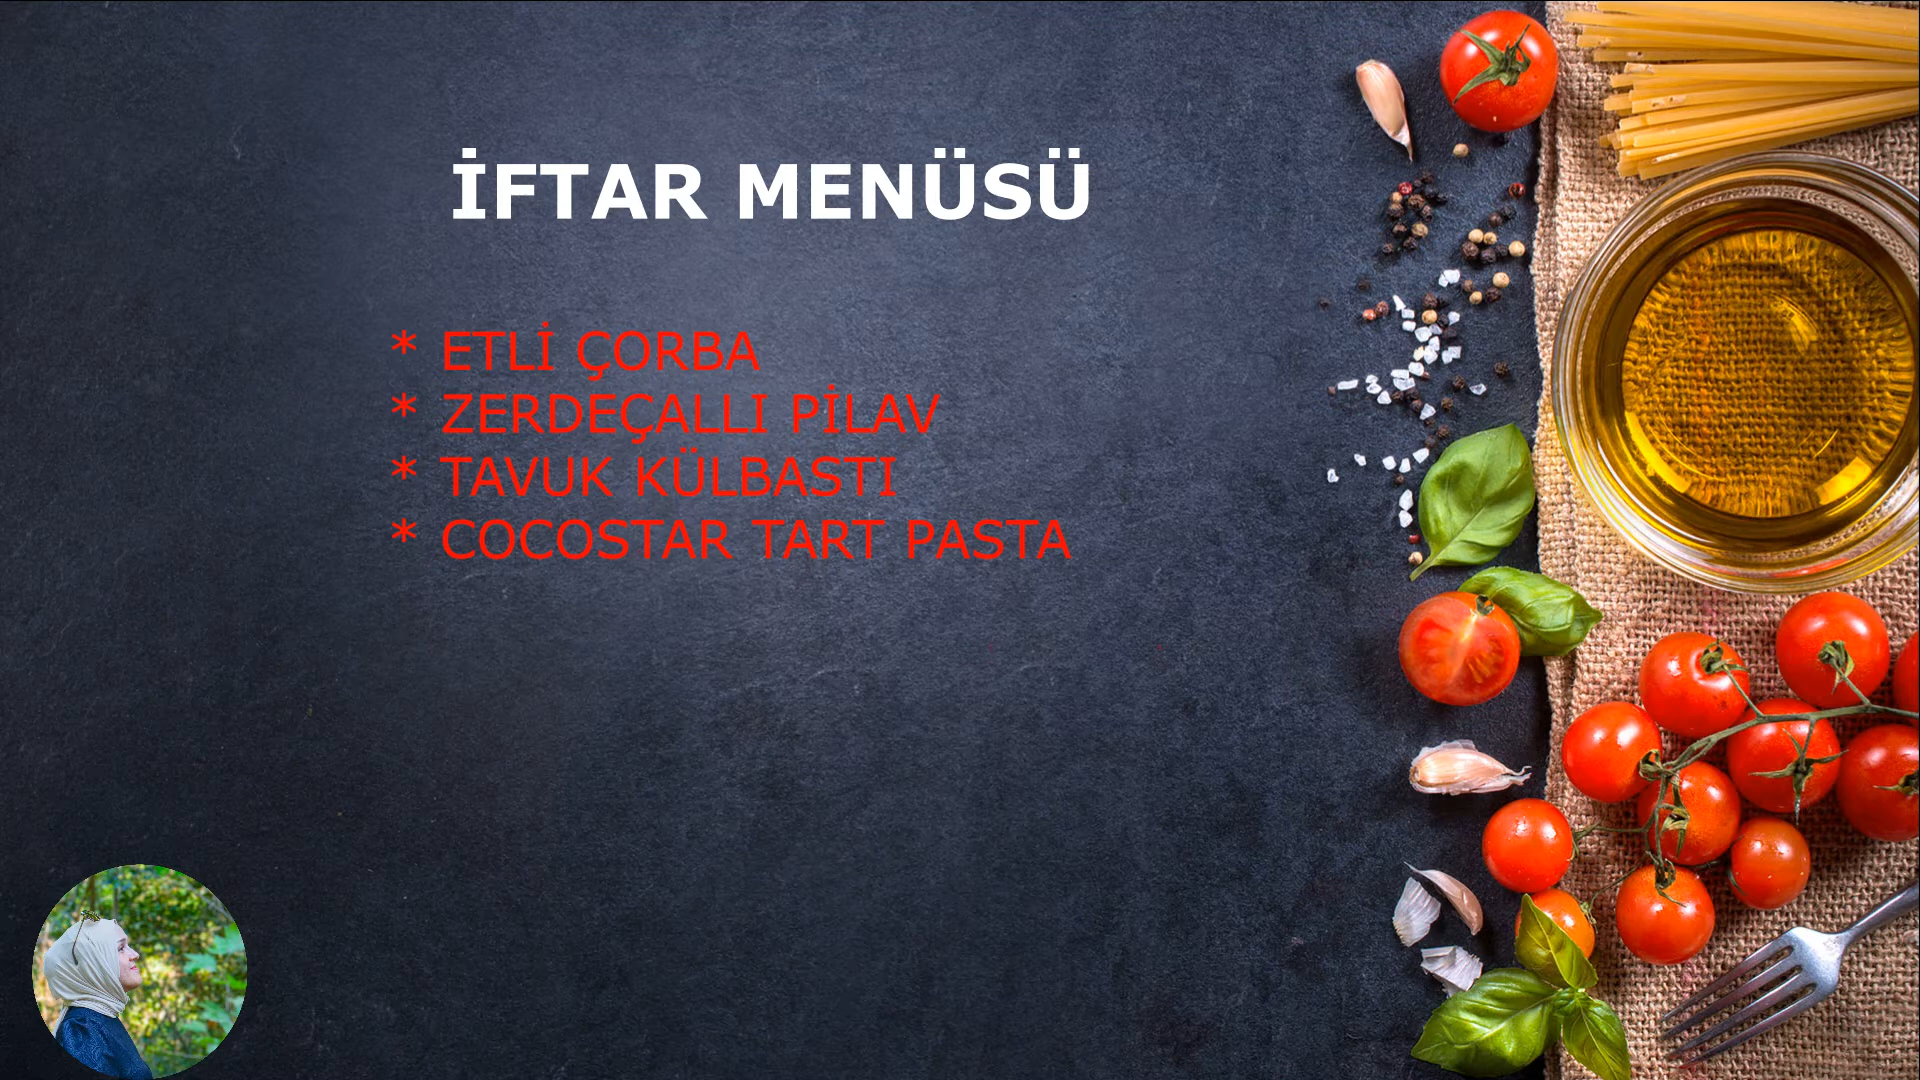 İFTAR MENÜSÜ
* ETLİ ÇORBA
* ZERDEÇALLI PİLAV
* TAVUK KÜLBASTI
* COCOSTAR TART PASTA